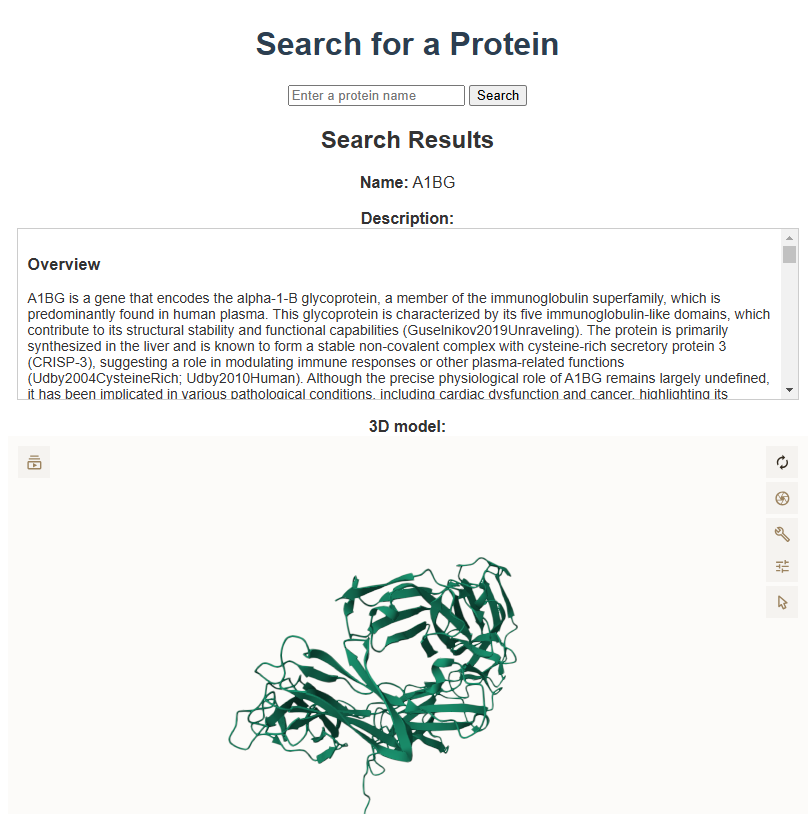 Search for a Protein
Enter a protein name Search
Search Results
Name: A1BG
Description:
Overview
A1BG is a gene that encodes the alpha-1-B glycoprotein, a member of the immunoglobulin superfamily, which is
predominantly found in human plasma. This glycoprotein is characterized by its five immunoglobulin-like domains, which
contribute to its structural stability and functional capabilities (Guselnikov2019Unraveling). The protein is primarily
synthesized in the liver and is known to form a stable non-covalent complex with cysteine-rich secretory protein 3
(CRISP-3), suggesting a role in modulating immune responses or other plasma-related functions
(Udby2004CysteineRich; Udby2010Human). Although the precise physiological role of A1BG remains largely undefined,
it has been implicated in various pathological conditions, including cardiac dysfunction and cancer, highlighting its
3D model: